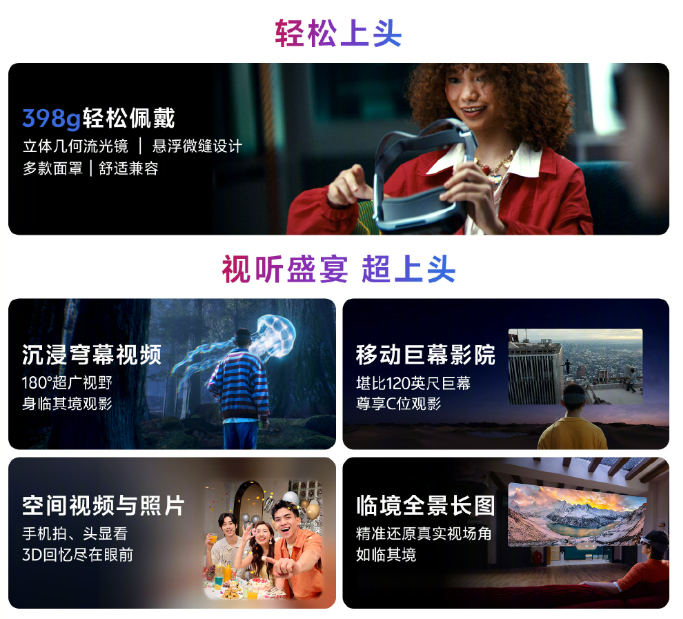 轻松上头
398g轻松佩戴
立体几何流光镜 | 悬浮微缝设计
多款面罩 | 舒适兼容
视听盛宴 超上头
沉浸穹幕视频
180°超广视野
身临其境观影
移动巨幕影院
堪比120英尺巨幕
尊享C位观影
空间视频与照片
手机拍、头显看
3D回忆尽在眼前
临境全景长图
精准还原真实视场角
如临其境